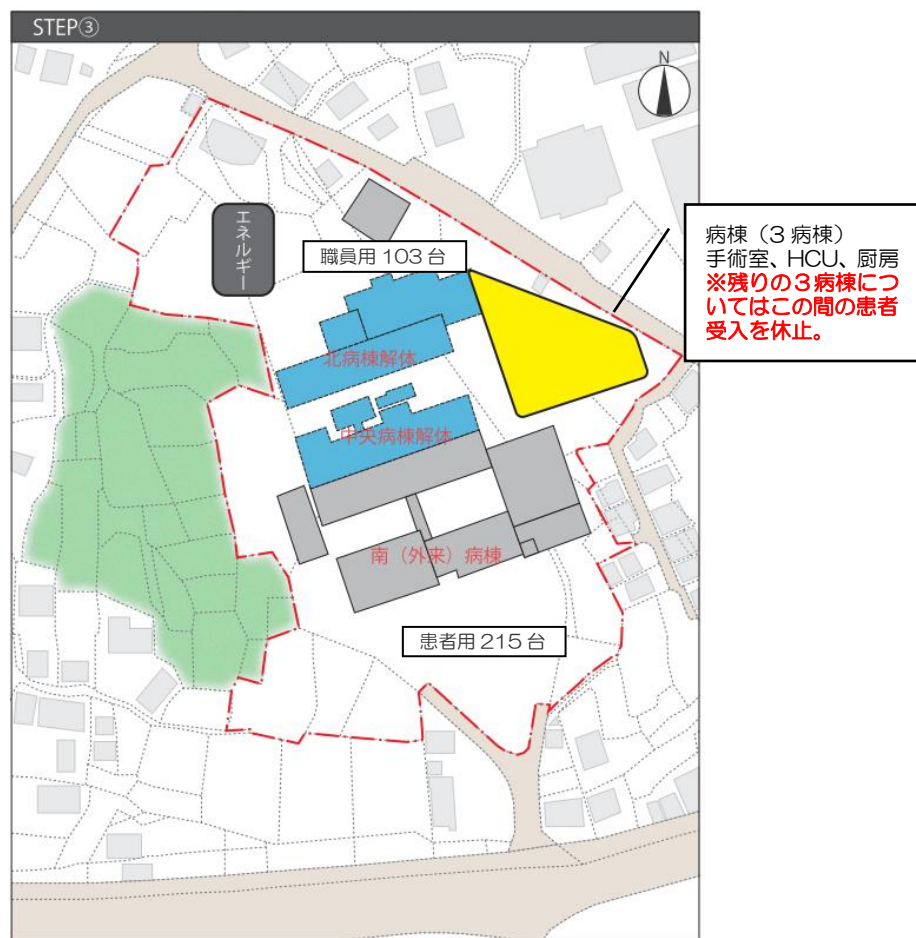 STEP③
N
エネルギー
職員用 103 台
病棟（3 病棟）
手術室、HCU、厨房
※残りの3病棟につ
いてはこの間の患者
受入を休止。
北病棟解体
中央病棟解体
南（外来）病棟
患者用 215 台